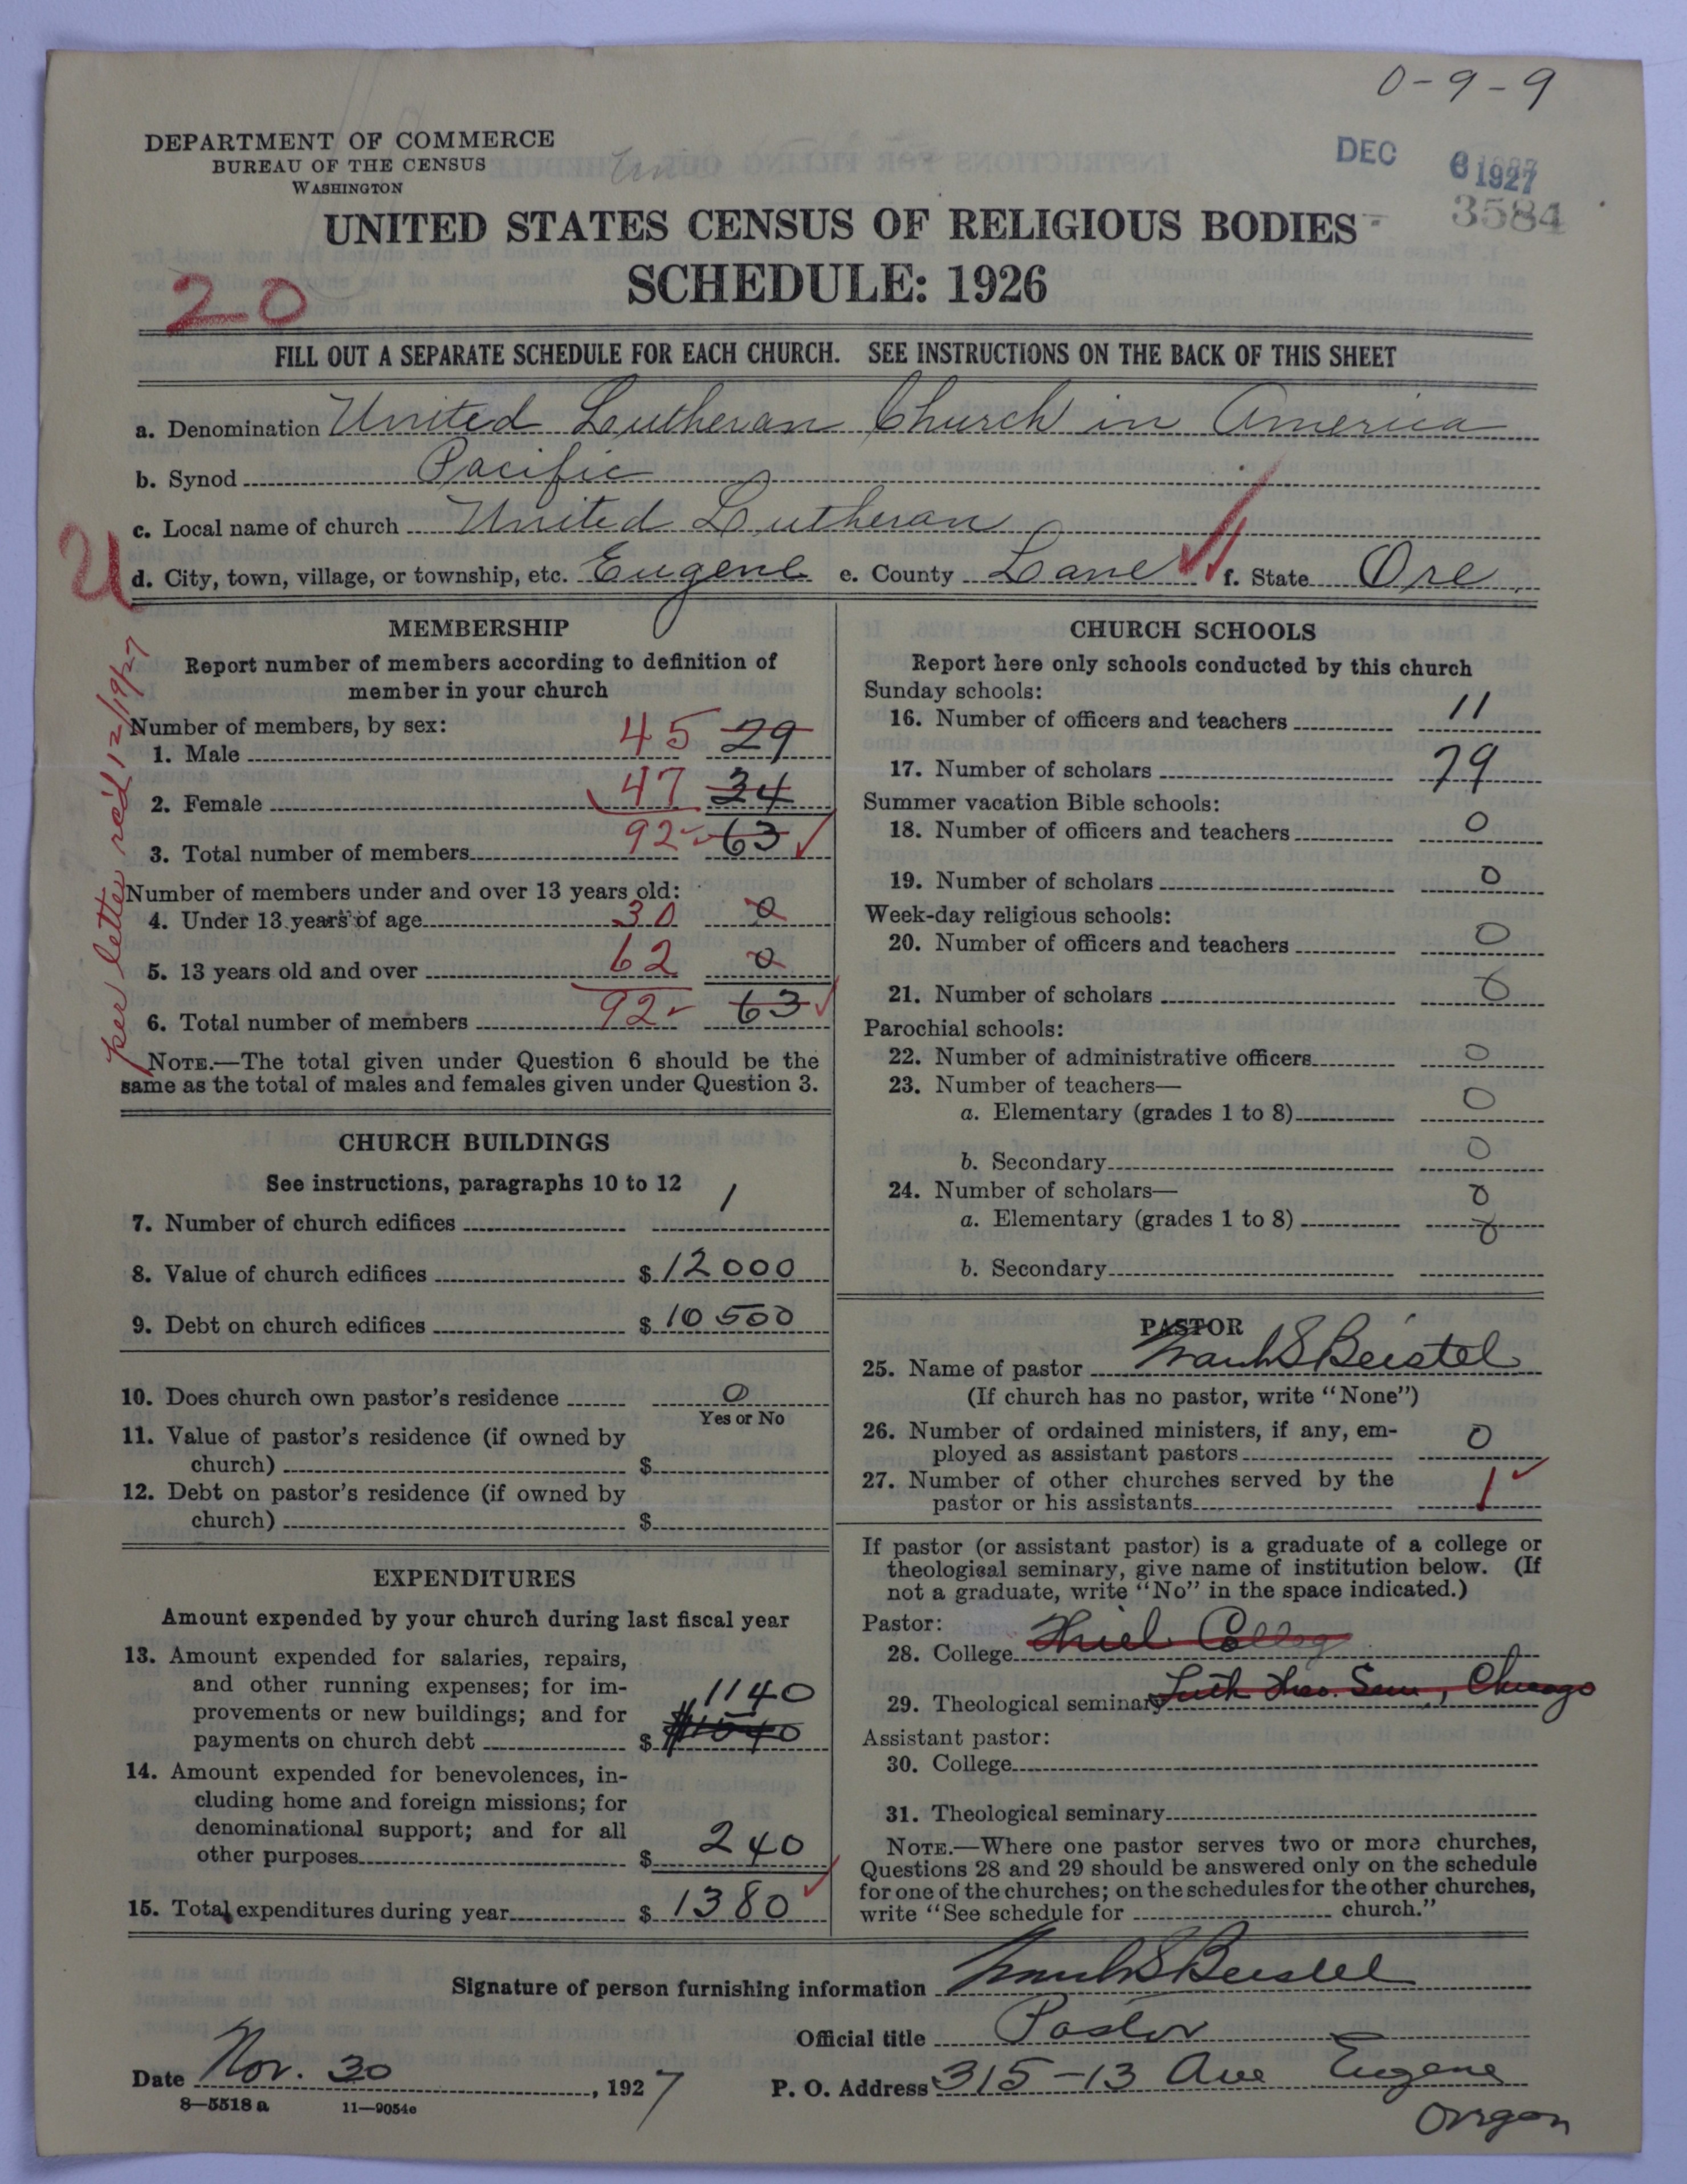 0-9-9
DEPARTMENT OF COMMERCE
BUREAU OF THE CENSUS
WASHINGTON
DEC 6 1927
3584
UNITED STATES CENSUS OF RELIGIOUS BODIES
SCHEDULE: 1926
20
FILL OUT A SEPARATE SCHEDULE FOR EACH CHURCH. SEE INSTRUCTIONS ON THE BACK OF THIS SHEET
a. Denomination United Lutheran Church in America
b. Synod Pacific
c. Local name of church United Lutheran
d. City, town, village, or township, etc. Eugene e. County Lane f. State Ore.
per letter rec'd 12/19/27
MEMBERSHIP
Report number of members according to definition of
member in your church
Number of members, by sex:
1. Male 45 29
2. Female 47 34
3. Total number of members 92 63
Number of members under and over 13 years old:
4. Under 13 years of age 30 0
5. 13 years old and over 62 0
6. Total number of members 92 63
NOTE.—The total given under Question 6 should be the
same as the total of males and females given under Question 3.
CHURCH BUILDINGS
See instructions, paragraphs 10 to 12
7. Number of church edifices 1
8. Value of church edifices $ 12000
9. Debt on church edifices $ 10500
10. Does church own pastor's residence 0
Yes or No
11. Value of pastor's residence (if owned by
church) $
12. Debt on pastor's residence (if owned by
church) $
EXPENDITURES
Amount expended by your church during last fiscal year
13. Amount expended for salaries, repairs,
and other running expenses; for im-
provements or new buildings; and for 1140
payments on church debt $
14. Amount expended for benevolences, in-
cluding home and foreign missions; for
denominational support; and for all
other purposes $ 240
15. Total expenditures during year $ 1380
CHURCH SCHOOLS
Report here only schools conducted by this church
Sunday schools:
16. Number of officers and teachers 11
17. Number of scholars 79
Summer vacation Bible schools:
18. Number of officers and teachers 0
19. Number of scholars 0
Week-day religious schools:
20. Number of officers and teachers 0
21. Number of scholars 0
Parochial schools:
22. Number of administrative officers 0
23. Number of teachers—
a. Elementary (grades 1 to 8) 0
b. Secondary 0
24. Number of scholars— 0
a. Elementary (grades 1 to 8) 0
b. Secondary
PASTOR
25. Name of pastor Frank S Beistel
(If church has no pastor, write "None")
26. Number of ordained ministers, if any, em-
ployed as assistant pastors 0
27. Number of other churches served by the
pastor or his assistants 1
If pastor (or assistant pastor) is a graduate of a college or
theological seminary, give name of institution below. (If
not a graduate, write "No" in the space indicated.)
Pastor:
28. College Thiel College
29. Theological seminary Luth Theo. Sem, Chicago
Assistant pastor:
30. College
31. Theological seminary
NOTE.—Where one pastor serves two or more churches,
Questions 28 and 29 should be answered only on the schedule
for one of the churches; on the schedules for the other churches,
write "See schedule for church."
Signature of person furnishing information Frank S Beistel
Official title Pastor
Date Nov. 30, 1927 P. O. Address 315-13 Ave Eugene
Oregon
8—5518 a 11—9054c